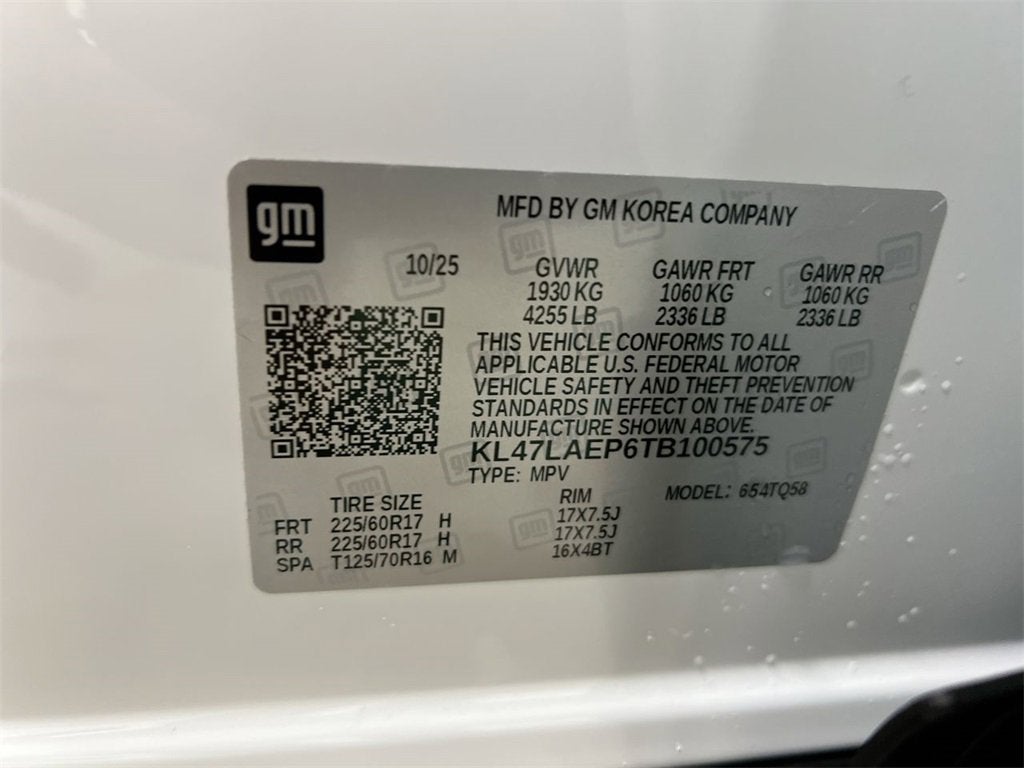 gm
MFD BY GM KOREA COMPANY
10/25 GVWR GAWR FRT GAWR RR
1930 KG 1060 KG 1060 KG
4255 LB 2336 LB 2336 LB
THIS VEHICLE CONFORMS TO ALL
APPLICABLE U.S. FEDERAL MOTOR
VEHICLE SAFETY AND THEFT PREVENTION
STANDARDS IN EFFECT ON THE DATE OF
MANUFACTURE SHOWN ABOVE.
KL47LAEP6TB100575
TYPE: MPV MODEL: 654TQ58
TIRE SIZE RIM
FRT 225/60R17 H 17X7.5J
RR 225/60R17 H 17X7.5J
SPA T125/70R16 M 16X4BT